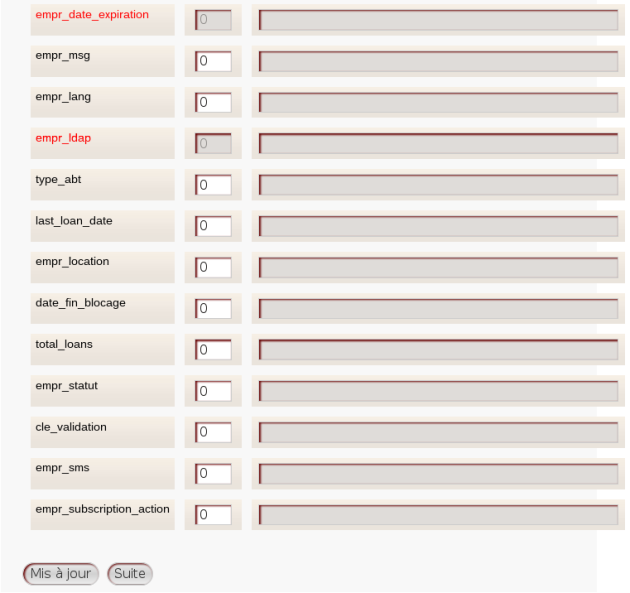 empr_date_expiration 0
empr_msg 0
empr_lang 0
empr_ldap 0
type_abt 0
last_loan_date 0
empr_location 0
date_fin_blocage 0
total_loans 0
empr_statut 0
cle_validation 0
empr_sms 0
empr_subscription_action 0
Mis à jour Suite